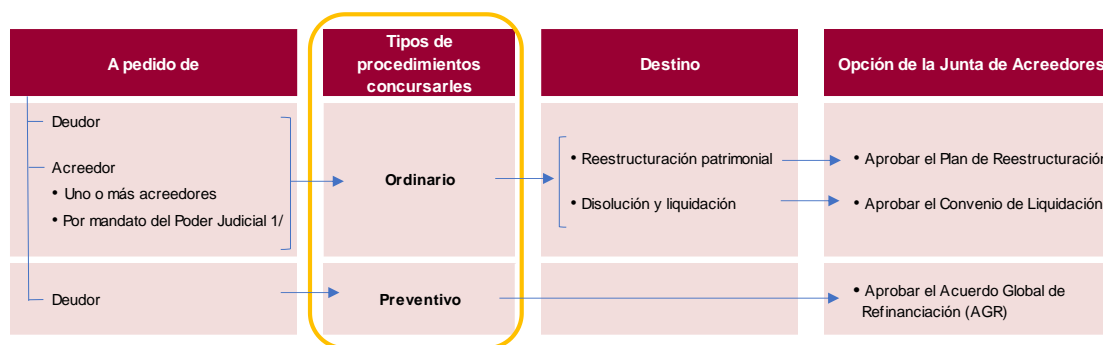 A pedido de
Tipos de
procedimientos
concursarles
Destino
Opción de la Junta de Acreedores
Deudor
Acreedor
• Uno o más acreedores
• Por mandato del Poder Judicial 1/
Ordinario
• Reestructuración patrimonial
• Disolución y liquidación
• Aprobar el Plan de Reestructuración
• Aprobar el Convenio de Liquidación
Deudor
Preventivo
• Aprobar el Acuerdo Global de
Refinanciación (AGR)